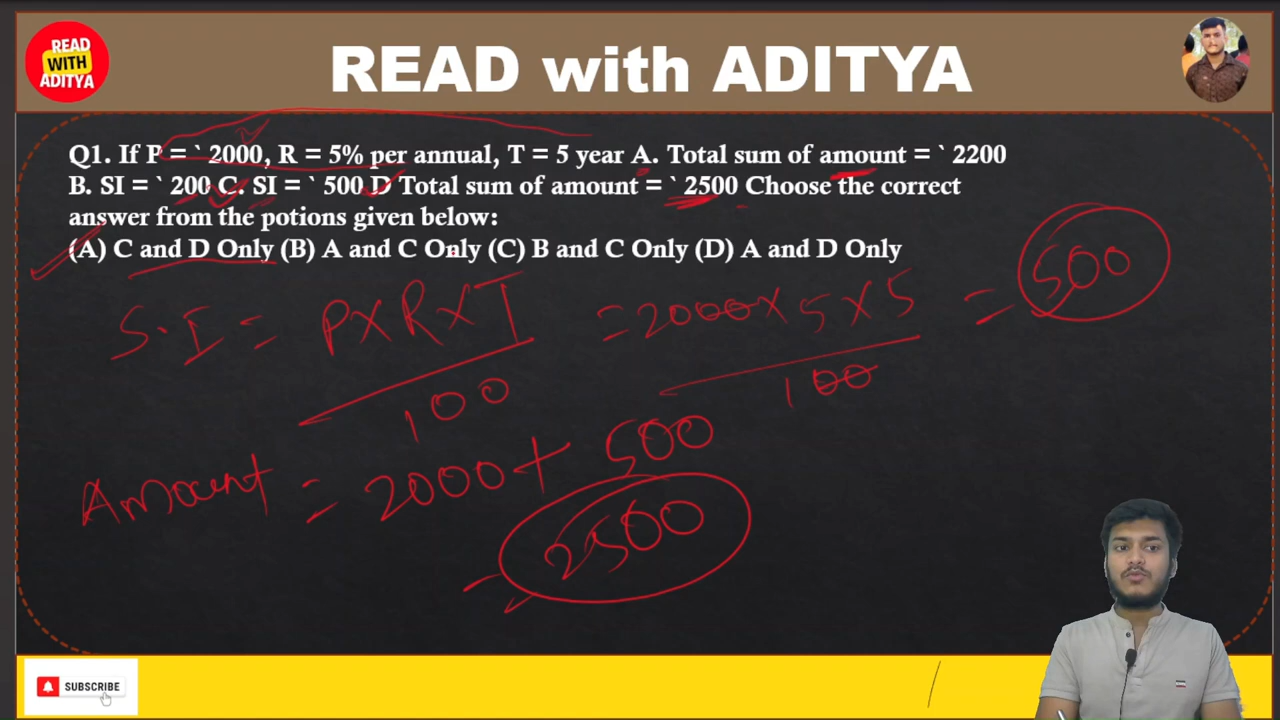 READ
WITH
ADITYA
READ with ADITYA
Q1. If P = ` 2000, R = 5% per annual, T = 5 year A. Total sum of amount = ` 2200
B. SI = ` 200 C. SI = ` 500 D Total sum of amount = ` 2500 Choose the correct
answer from the potions given below:
(A) C and D Only (B) A and C Only (C) B and C Only (D) A and D Only
S.I = P×R×T / 100 = 2000×5×5 / 100 = 500
Amount = 2000 + 500
= 2500
SUBSCRIBE